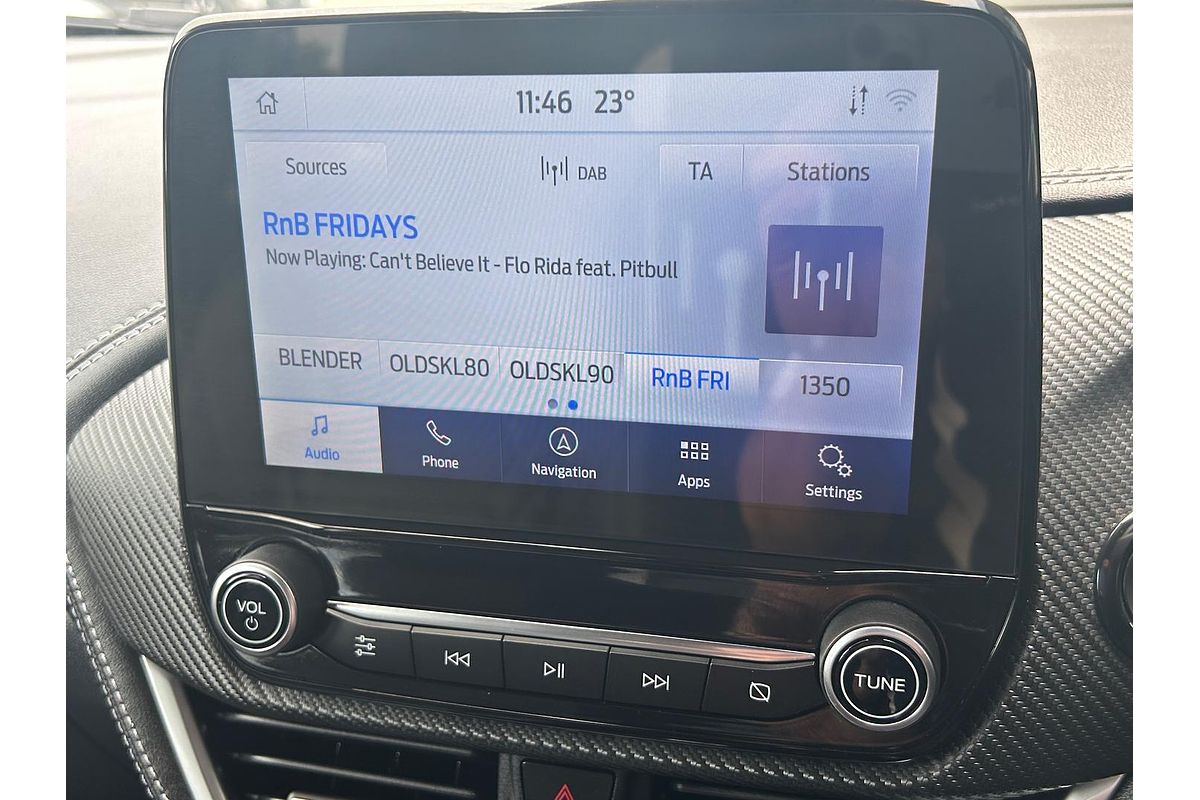 11:46 23°
Sources DAB TA Stations
RnB FRIDAYS
Now Playing: Can't Believe It - Flo Rida feat. Pitbull
BLENDER OLDSKL80 OLDSKL90 RnB FRI 1350
Audio Phone Navigation Apps Settings
VOL
TUNE